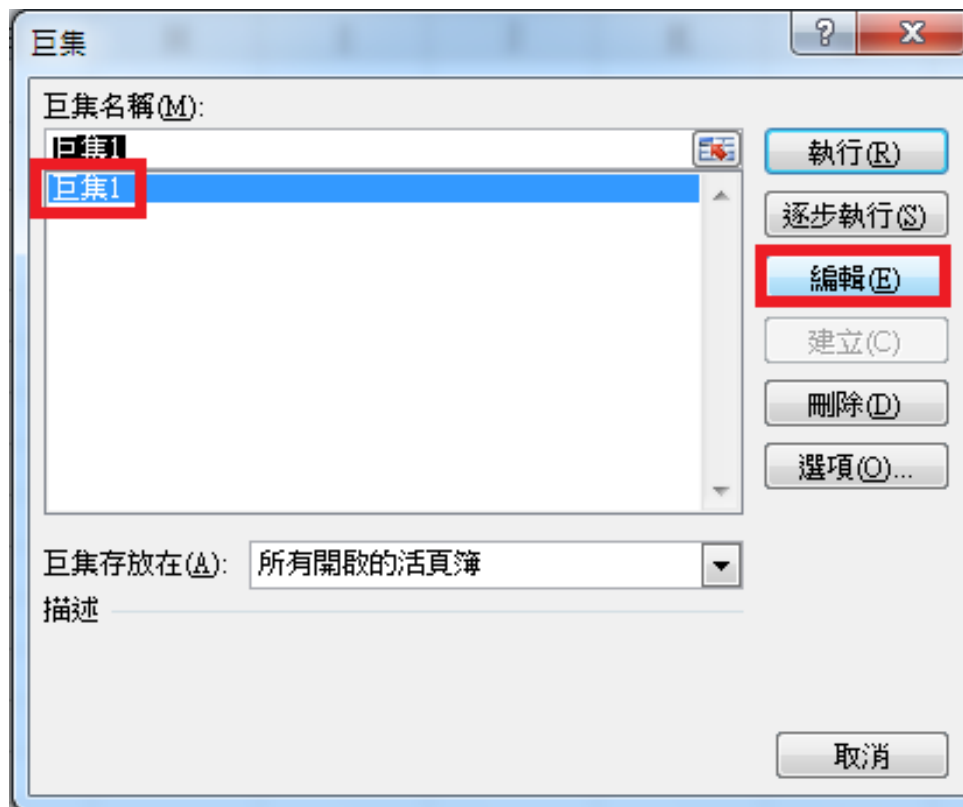 巨集
巨集名稱(M):
巨集1
巨集1
執行(R)
逐步執行(S)
編輯(E)
建立(C)
刪除(D)
選項(O)...
巨集存放在(A):
所有開啟的活頁簿
描述
取消